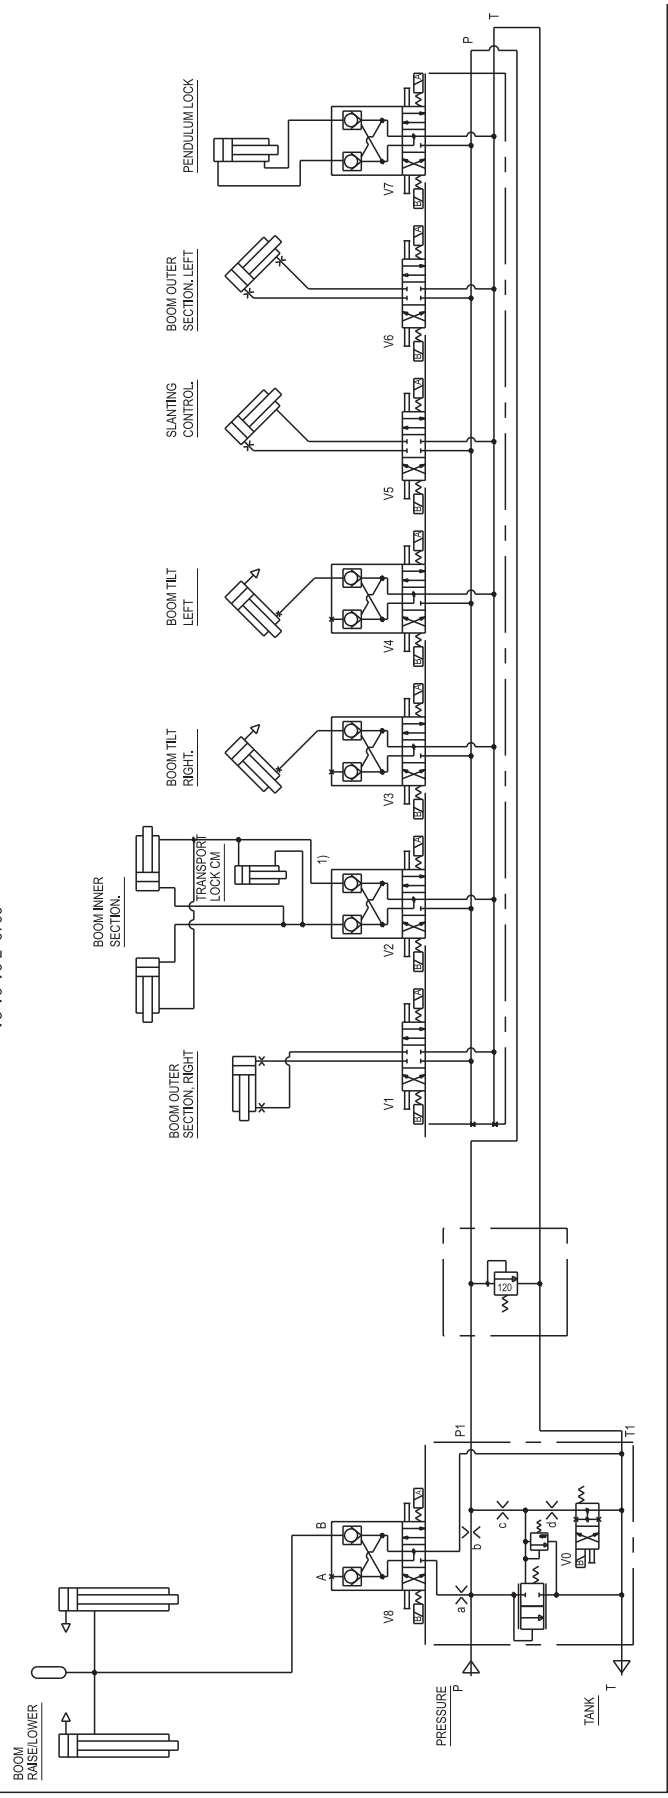 BOOM
RAISE/LOWER
A
B
V8
A
B
PRESSURE
P
TANK
T
a
b
c
d
V0
B
P1
T1
120
BOOM OUTER
SECTION, RIGHT
V1
A
B
BOOM INNER
SECTION.
TRANSPORT
LOCK CM
1)
V2
A
B
BOOM TILT
RIGHT.
V3
A
B
BOOM TILT
LEFT
V4
A
B
SLANTING
CONTROL.
V5
A
B
BOOM OUTER
SECTION. LEFT
V6
A
B
PENDULUM LOCK
V7
A
B
P
T